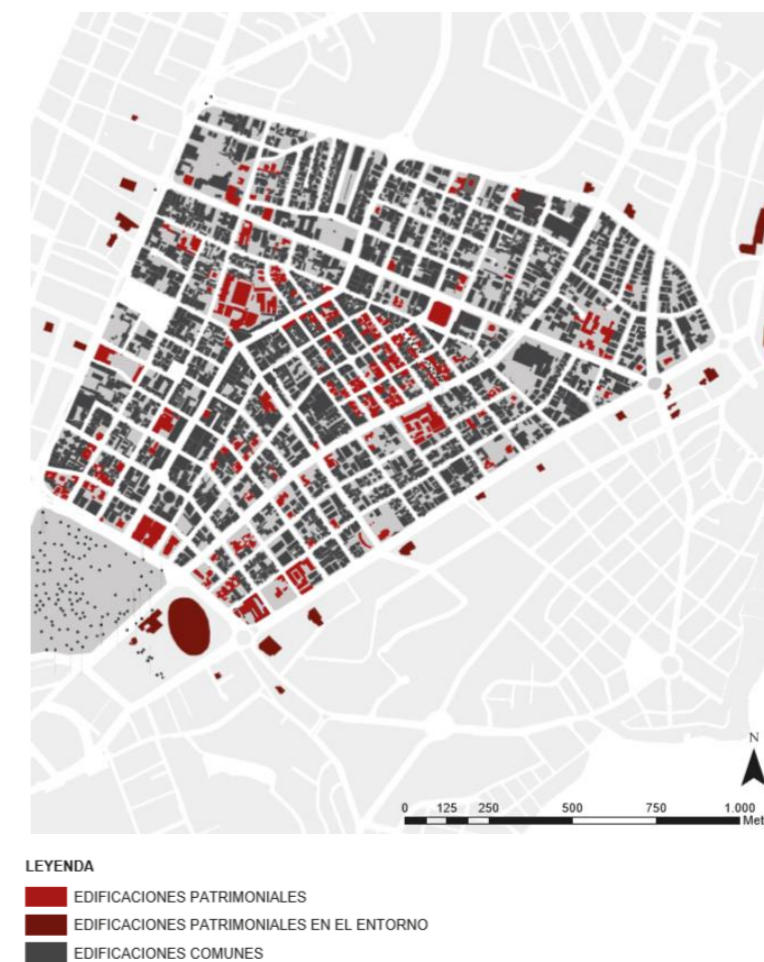 N
0 125 250 500 750 1.000
Met
LEYENDA
EDIFICACIONES PATRIMONIALES
EDIFICACIONES PATRIMONIALES EN EL ENTORNO
EDIFICACIONES COMUNES